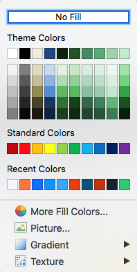 No Fill
Theme Colors
Standard Colors
Recent Colors
More Fill Colors...
Picture...
Gradient
Texture